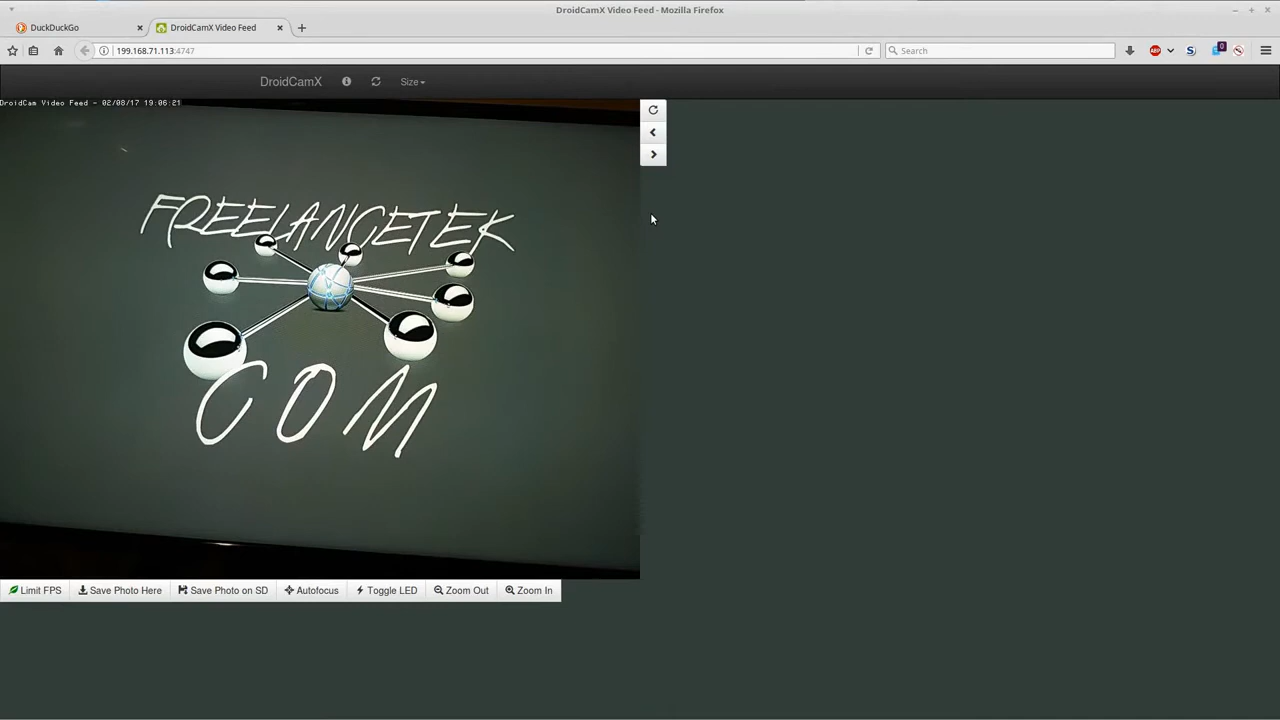 DroidCamX Video Feed - Mozilla Firefox
DuckDuckGo
DroidCamX Video Feed
199.168.71.113:4747
Search
ABP
S
0
DroidCamX
Size
DroidCam Video Feed - 02/08/17 19:06:21
FREELANCETEK
COM
Limit FPS
Save Photo Here
Save Photo on SD
Autofocus
Toggle LED
Zoom Out
Zoom In